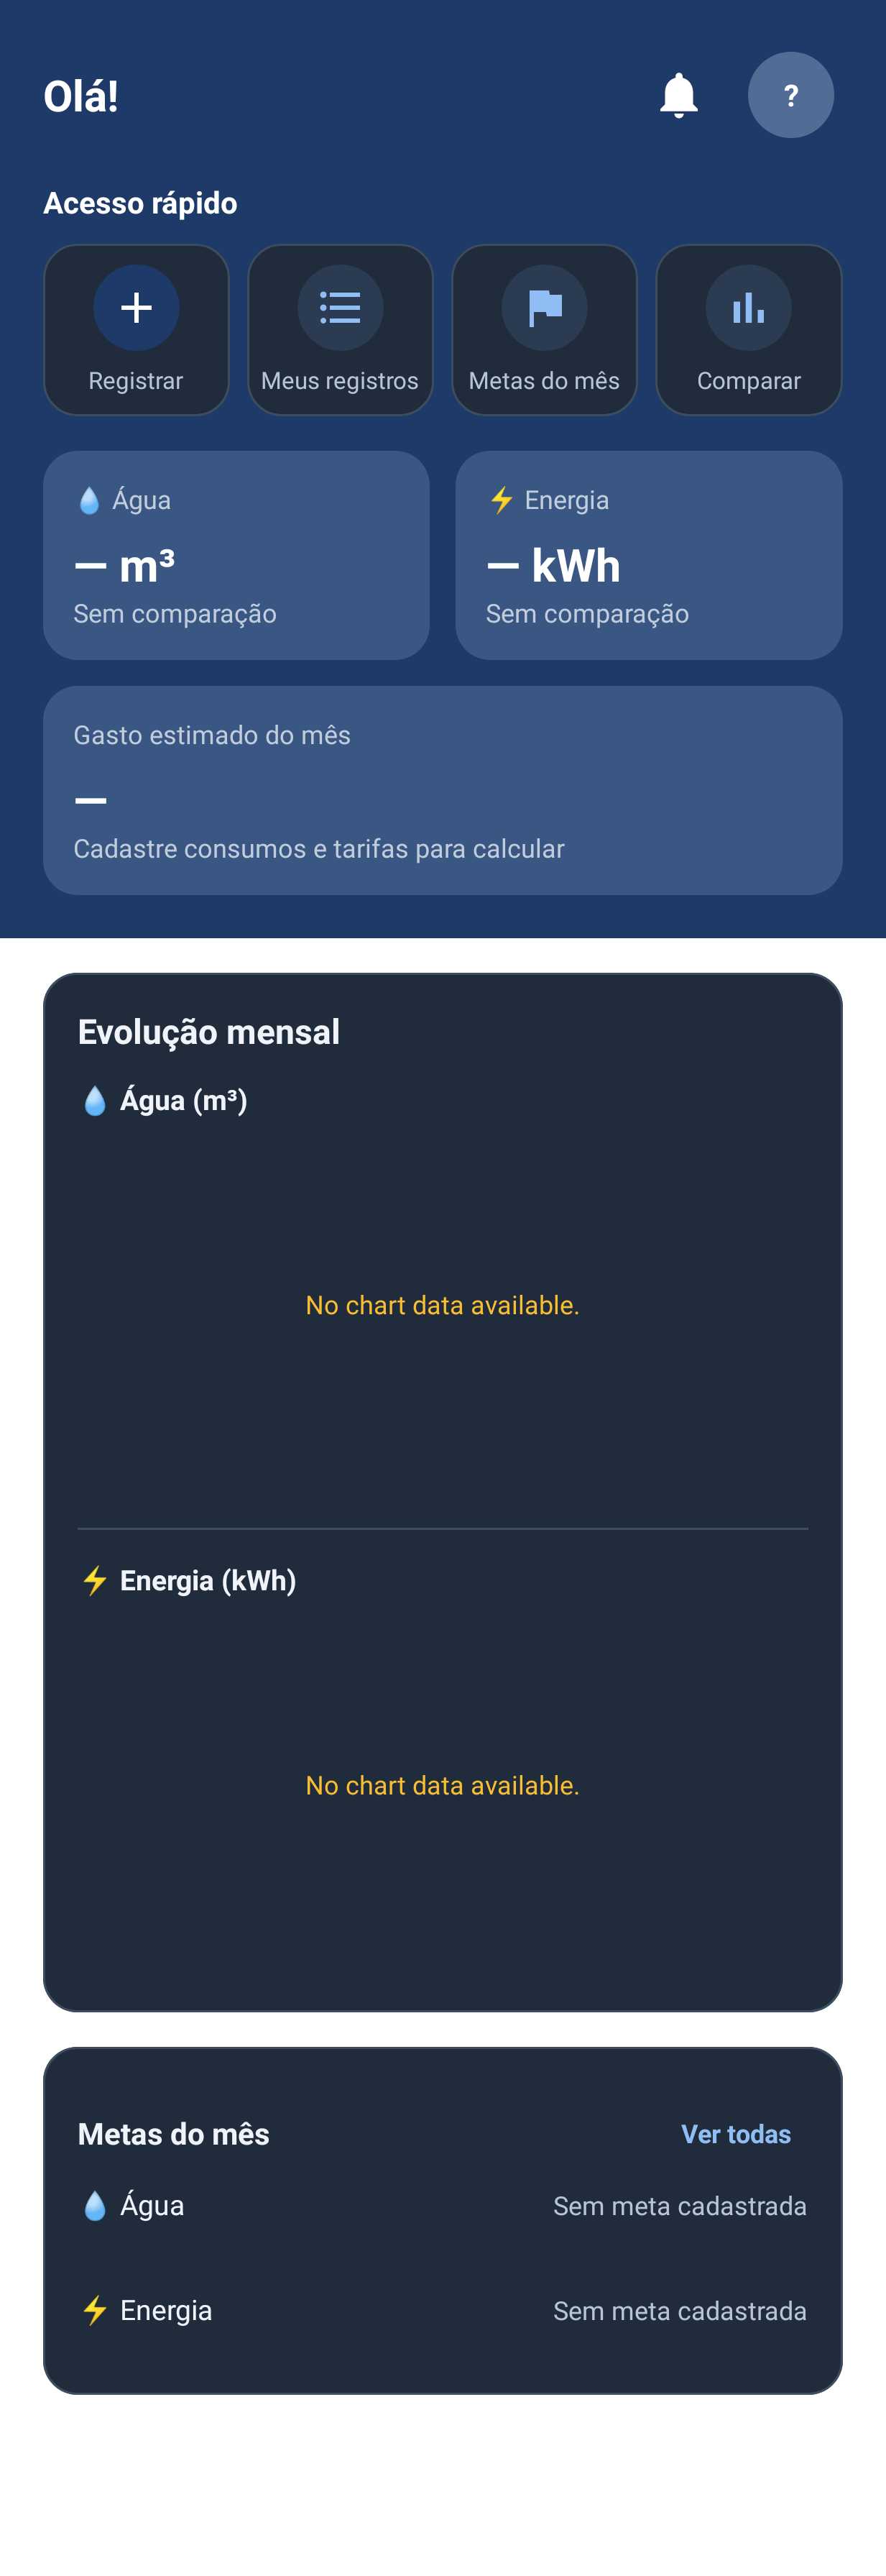 Olá!
?
Acesso rápido
Registrar
Meus registros
Metas do mês
Comparar
💧 Água
— m³
Sem comparação
⚡ Energia
— kWh
Sem comparação
Gasto estimado do mês
—
Cadastre consumos e tarifas para calcular
Evolução mensal
💧 Água (m³)
No chart data available.
⚡ Energia (kWh)
No chart data available.
Metas do mês
Ver todas
💧 Água
Sem meta cadastrada
⚡ Energia
Sem meta cadastrada